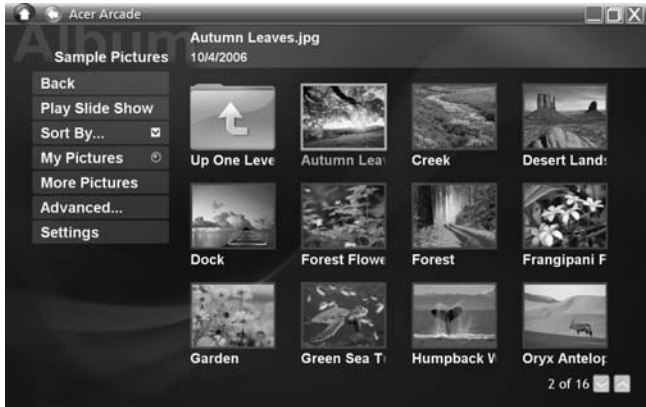 Acer Arcade
Album
Autumn Leaves.jpg
Sample Pictures
10/4/2006
Back
Play Slide Show
Sort By...
My Pictures
More Pictures
Advanced...
Settings
Up One Leve
Autumn Lea
Creek
Desert Lands
Dock
Forest Flowe
Forest
Frangipani F
Garden
Green Sea T
Humpback W
Oryx Antelop
2 of 16